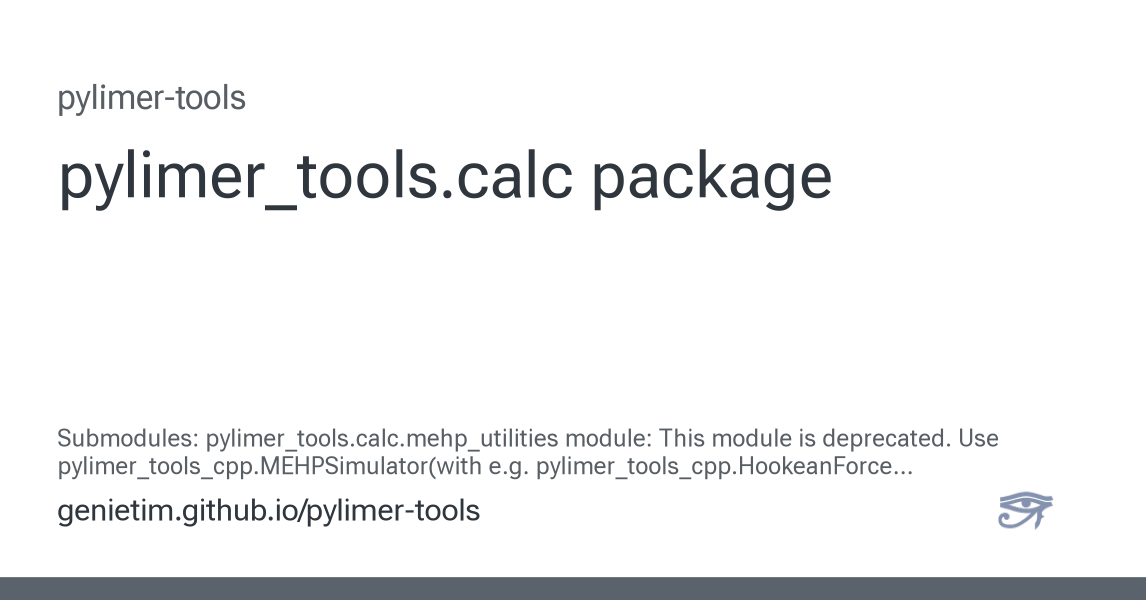 pylimer-tools
pylimer_tools.calc package
Submodules: pylimer_tools.calc.mehp_utilities module: This module is deprecated. Use
pylimer_tools_cpp.MEHPSimulator(with e.g. pylimer_tools_cpp.HookeanForce...
genietim.github.io/pylimer-tools